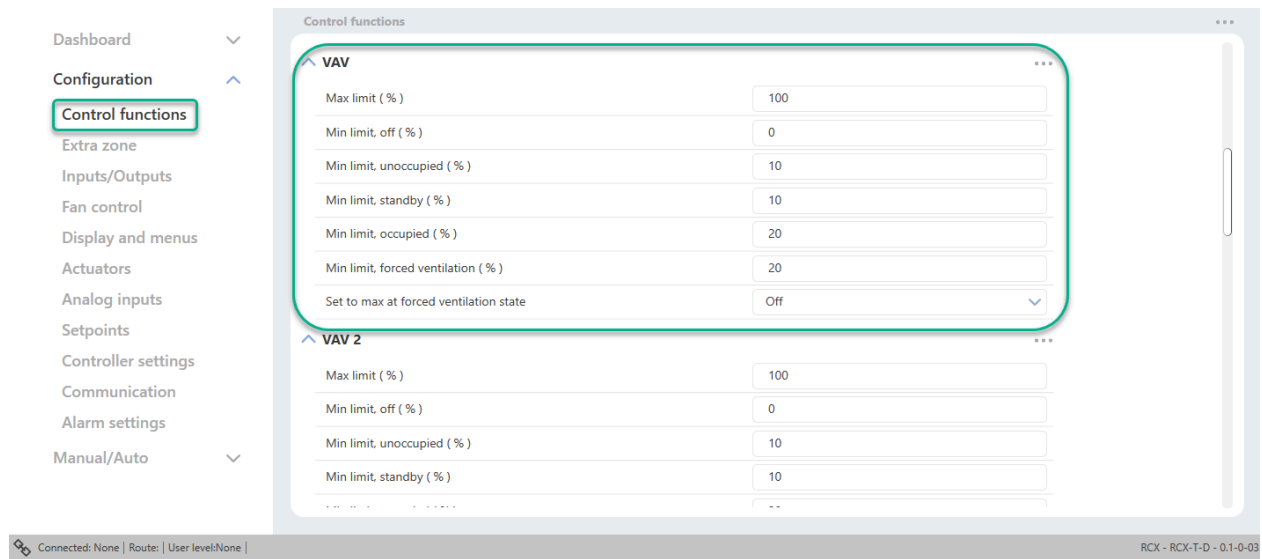 Control functions
Dashboard
Configuration
Control functions
Extra zone
Inputs/Outputs
Fan control
Display and menus
Actuators
Analog inputs
Setpoints
Controller settings
Communication
Alarm settings
Manual/Auto
VAV
Max limit ( % ) 100
Min limit, off ( % ) 0
Min limit, unoccupied ( % ) 10
Min limit, standby ( % ) 10
Min limit, occupied ( % ) 20
Min limit, forced ventilation ( % ) 20
Set to max at forced ventilation state Off
VAV 2
Max limit ( % ) 100
Min limit, off ( % ) 0
Min limit, unoccupied ( % ) 10
Min limit, standby ( % ) 10
Connected: None | Route: | User level:None |
RCX - RCX-T-D - 0.1-0-03